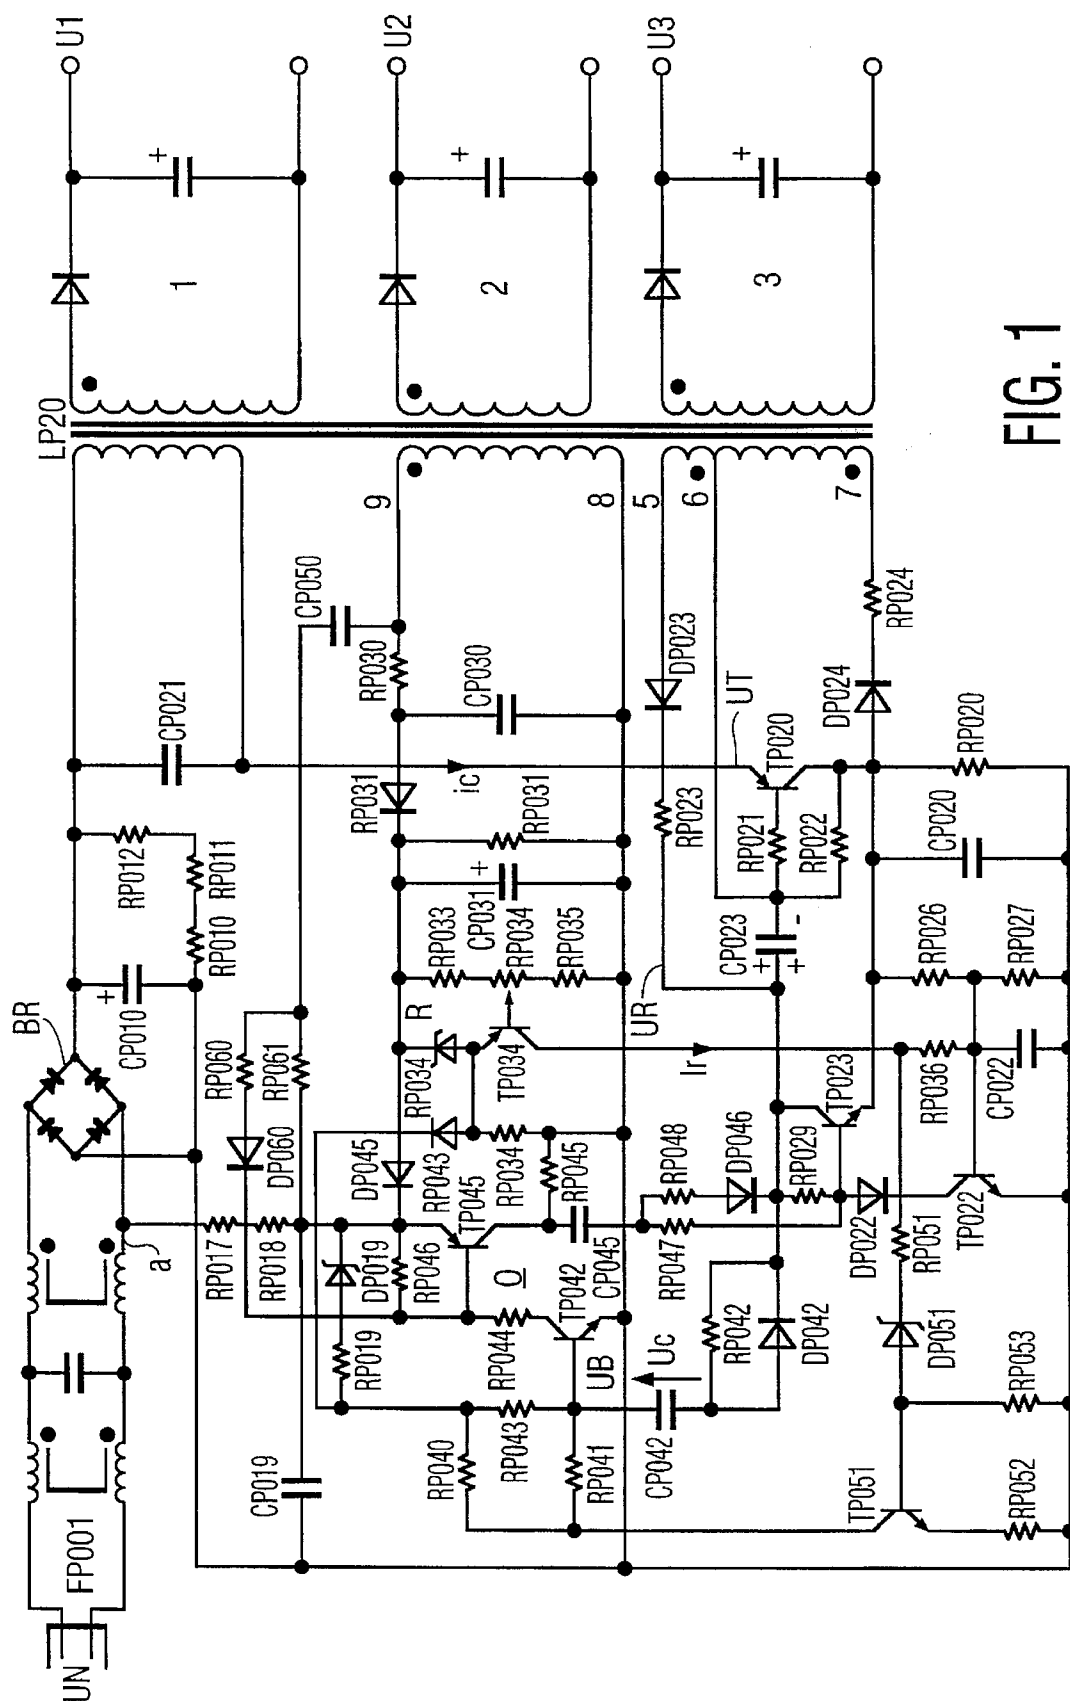 UN
FP001
a
BR
CP010
+
RP010
RP011
RP012
CP021
LP20
1
+
U1
CP019
RP017
RP018
DP060
RP060
RP061
CP050
RP019
DP019
RP046
DP045
RP043
RP034
R
RP033
CP031
+
RP034
RP035
RP031
RP031
ic
CP030
RP030
9
8
2
+
U2
RP040
RP043
RP044
O
TP045
RP034
TP034
RP041
UB
TP042
CP045
RP045
CP042
Uc
RP042
DP042
RP047
RP048
DP046
RP029
Ir
UR
CP023
+
+
-
RP023
DP023
RP021
RP022
TP020
UT
5
6
7
3
+
U3
TP051
DP051
RP051
DP022
TP022
TP023
RP036
CP022
RP026
RP027
CP020
RP020
DP024
RP024
RP052
RP053
FIG. 1